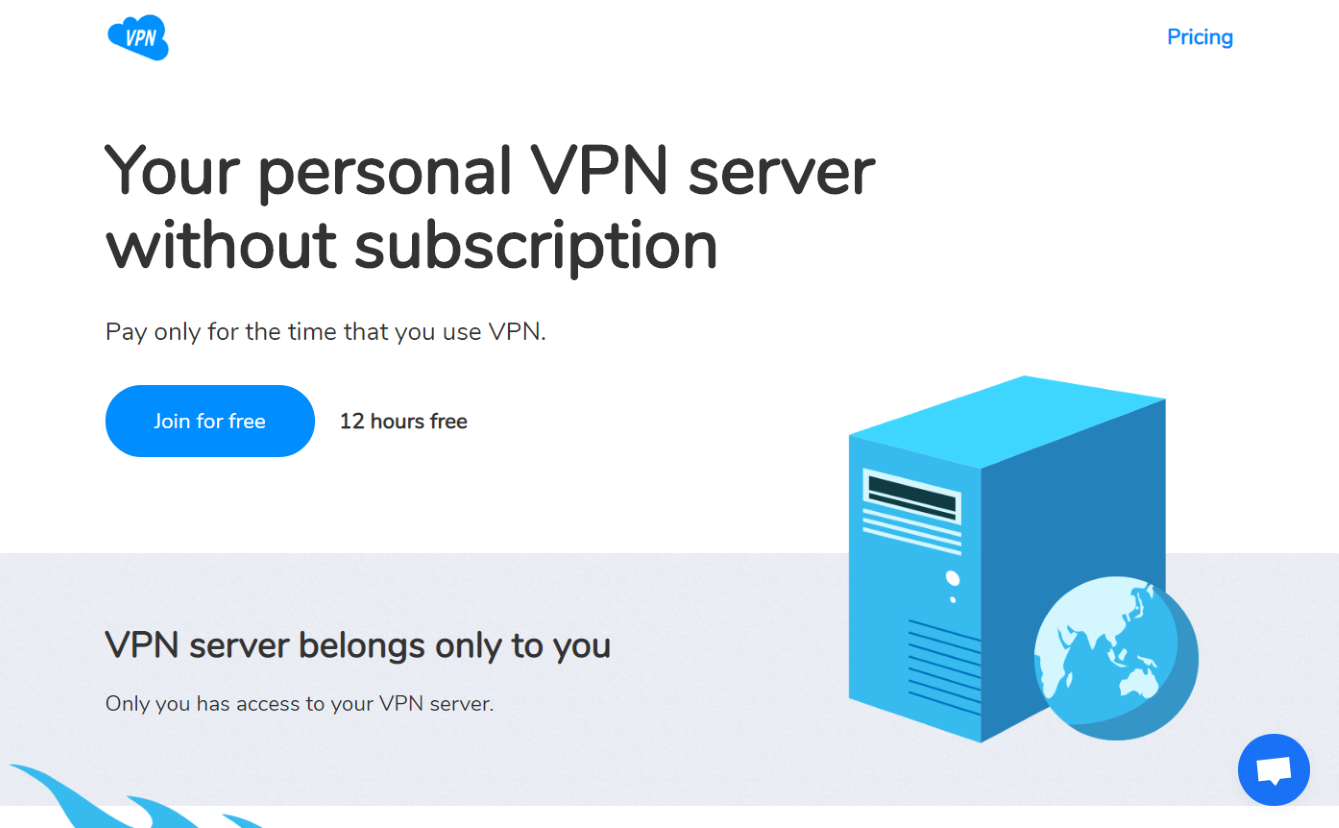 VPN
Pricing
Your personal VPN server
without subscription
Pay only for the time that you use VPN.
Join for free
12 hours free
VPN server belongs only to you
Only you has access to your VPN server.